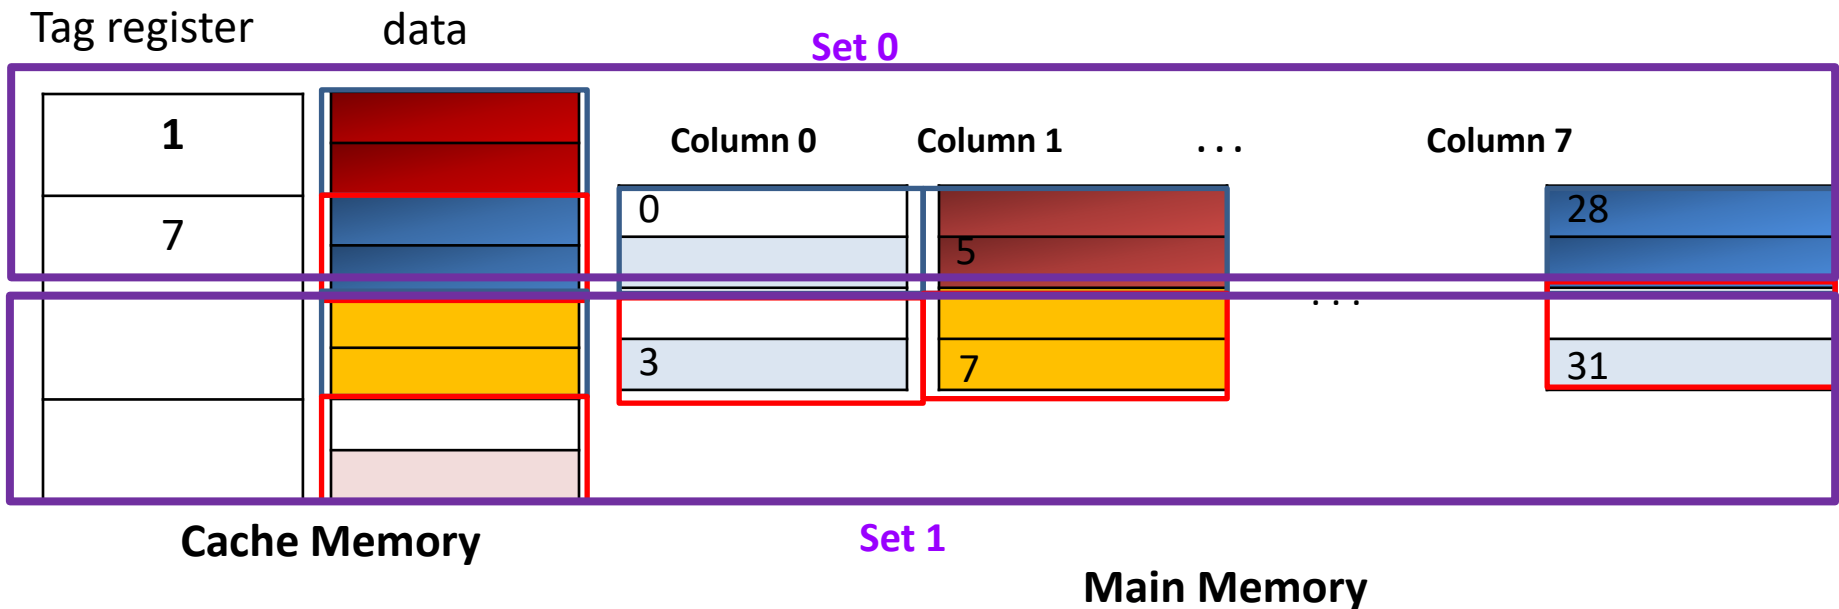 Tag register data
Set 0
1
Column 0 Column 1 ... Column 7
0 28
7
5
...
3 7 31
Cache Memory Set 1
Main Memory